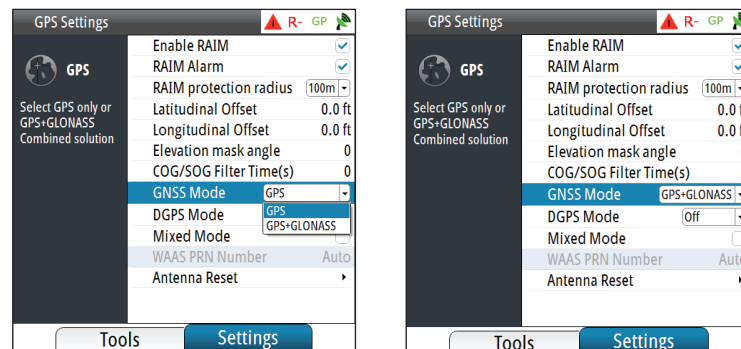 GPS Settings
R- GP
GPS
Select GPS only or
GPS+GLONASS
Combined solution
Enable RAIM
RAIM Alarm
RAIM protection radius 100m
Latitudinal Offset 0.0 ft
Longitudinal Offset 0.0 ft
Elevation mask angle 0
COG/SOG Filter Time(s) 0
GNSS Mode GPS
GPS
GPS+GLONASS
DGPS Mode
Mixed Mode
WAAS PRN Number Auto
Antenna Reset
Tools Settings
GPS Settings
R- GP
GPS
Select GPS only or
GPS+GLONASS
Combined solution
Enable RAIM
RAIM Alarm
RAIM protection radius 100m
Latitudinal Offset 0.0
Longitudinal Offset 0.0
Elevation mask angle
COG/SOG Filter Time(s)
GNSS Mode GPS+GLONASS
DGPS Mode Off
Mixed Mode
WAAS PRN Number Auto
Antenna Reset
Tools Settings